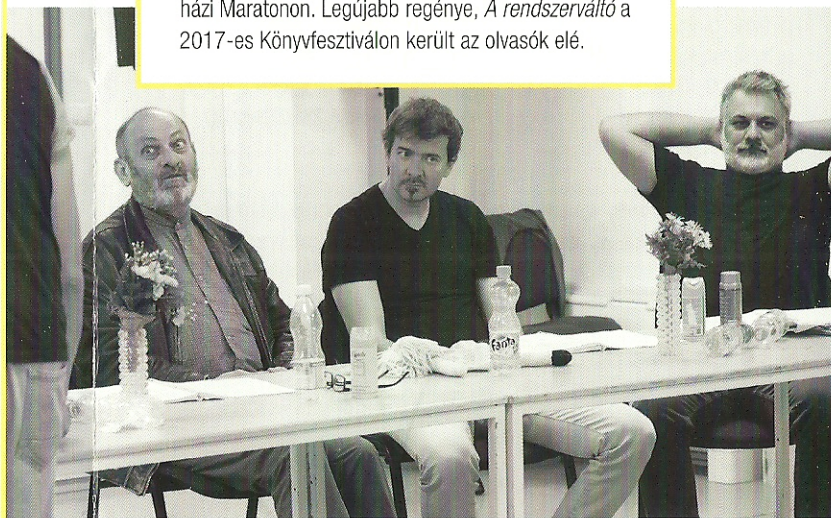 házi Maratonon. Legújabb regénye, A rendszerváltó a
2017-es Könyvfesztiválon került az olvasók elé.
fanta